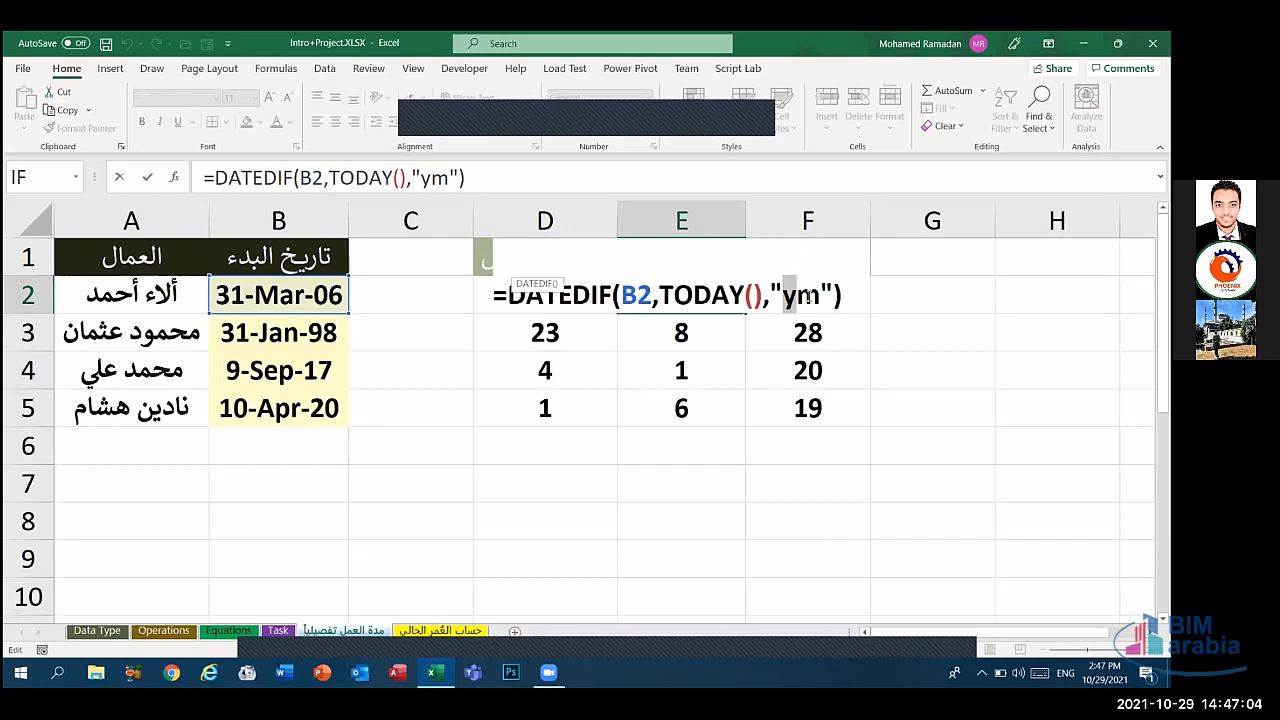 AutoSave Off
Intro+Project.XLSX - Excel
Search
Mohamed Ramadan MR
File Home Insert Draw Page Layout Formulas Data Review View Developer Help Load Test Power Pivot Team Script Lab Share Comments
Paste Cut Copy Format Painter
Clipboard
11 A A
B I U A
Font
Alignment
General
Number
Styles
Insert Delete Format
Cells
AutoSum Fill Clear
Sort & Filter
Find & Select
Editing
Analyze Data
Analysis
IF
fx
=DATEDIF(B2,TODAY(),"ym")
A B C D E F G H
1 العمال تاريخ البدء ل
DATEDIF()
2 ألاء أحمد 31-Mar-06 =DATEDIF(B2,TODAY(),"ym")
3 محمود عثمان 31-Jan-98 23 8 28
4 محمد علي 9-Sep-17 4 1 20
5 نادين هشام 10-Apr-20 1 6 19
6
7
8
9
10
Data Type Operations Equations Task مدة العمل تفصيلياً حساب العُمر الحالي
Edit
ENG
2:47 PM
10/29/2021
PHOENIX
BIM
arabia
2021-10-29 14:47:04